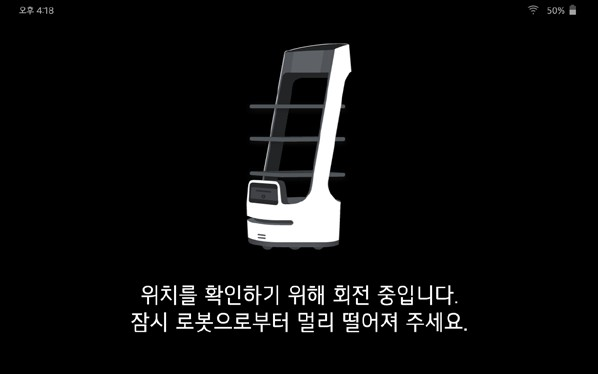 오후 4:18
50%
위치를 확인하기 위해 회전 중입니다.
잠시 로봇으로부터 멀리 떨어져 주세요.